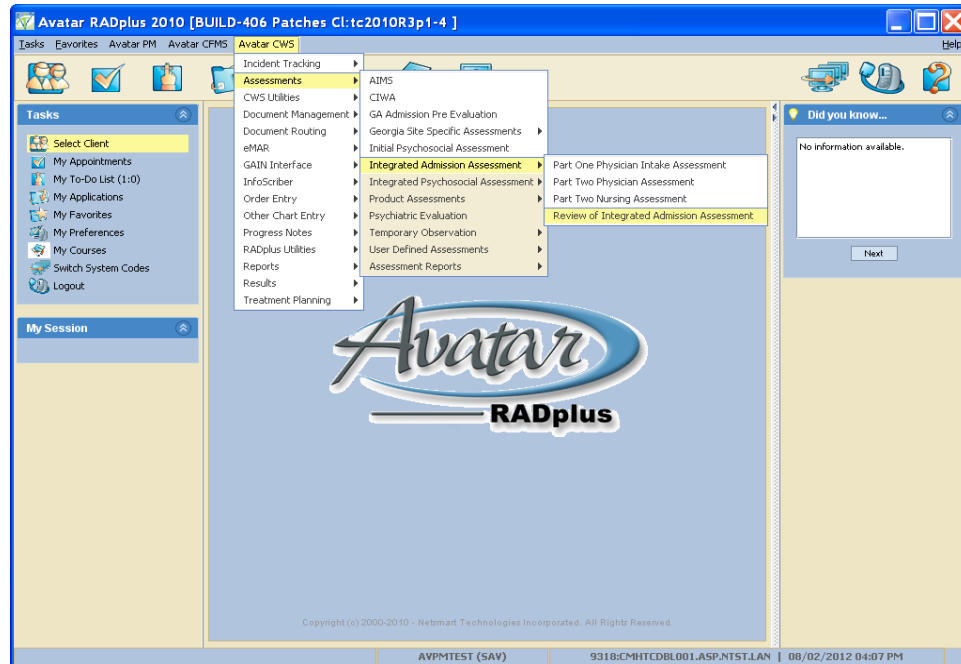 Avatar RADplus 2010 [BUILD-406 Patches Cl:tc2010R3p1-4 ]
Tasks Favorites Avatar PM Avatar CFMS Avatar CWS Help
Incident Tracking
Assessments
CWS Utilities
Document Management
Document Routing
eMAR
GAIN Interface
InfoScriber
Order Entry
Other Chart Entry
Progress Notes
RADplus Utilities
Reports
Results
Treatment Planning
AIMS
CIWA
GA Admission Pre Evaluation
Georgia Site Specific Assessments
Initial Psychosocial Assessment
Integrated Admission Assessment
Integrated Psychosocial Assessment
Product Assessments
Psychiatric Evaluation
Temporary Observation
User Defined Assessments
Assessment Reports
Part One Physician Intake Assessment
Part Two Physician Assessment
Part Two Nursing Assessment
Review of Integrated Admission Assessment
Tasks
Select Client
My Appointments
My To-Do List (1:0)
My Applications
My Favorites
My Preferences
My Courses
Switch System Codes
Logout
My Session
Did you know...
No information available.
Next
Avatar
RADplus
Copyright (c) 2000-2010 - Netsmart Technologies Incorporated. All Rights Reserved.
AVPMTEST (SAV) 9318:CMHTCDBL001.ASP.NTST.LAN | 08/02/2012 04:07 PM